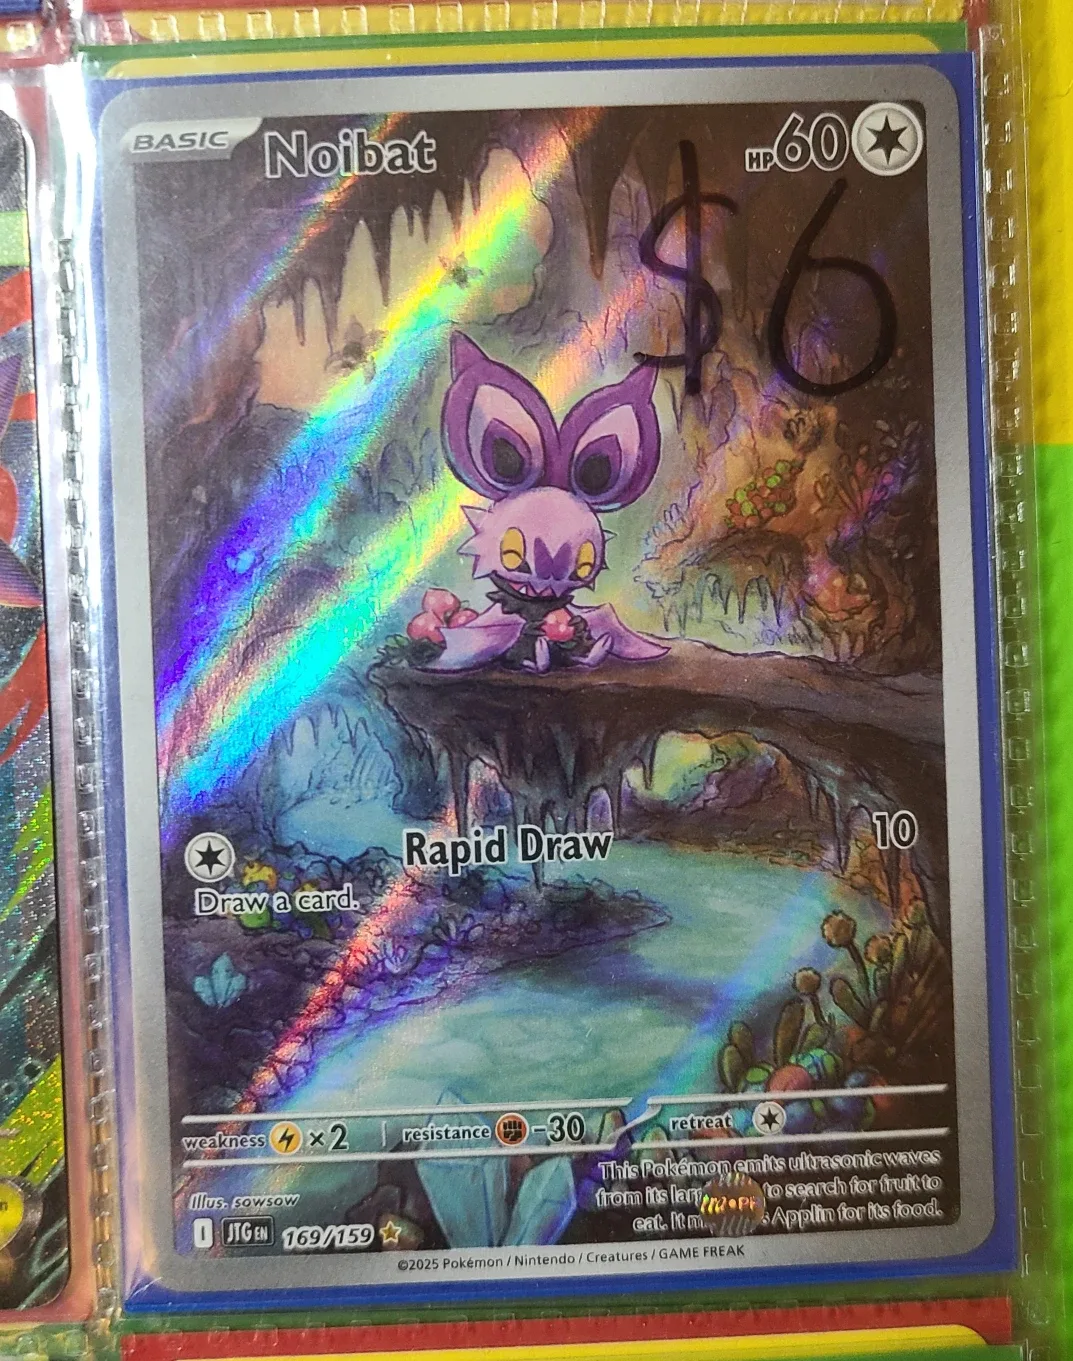 BASIC Noibat HP 60
$6
Rapid Draw 10
Draw a card.
weakness ×2 resistance -30 retreat
This Pokémon emits ultrasonic waves
from its to search for fruit to
eat. It Applin for its food.
Illus. sowsow
I JTG EN 169/159
©2025 Pokémon / Nintendo / Creatures / GAME FREAK